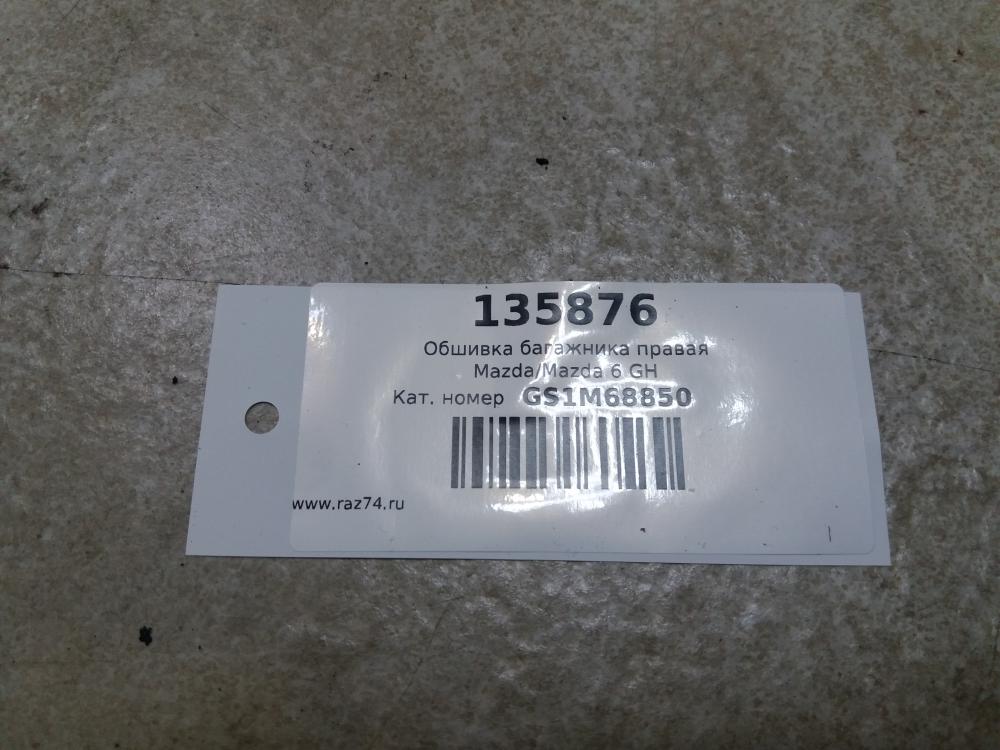 135876
Обшивка багажника правая
Mazda/Mazda 6 GH
Кат. номер GS1M68850
www.raz74.ru